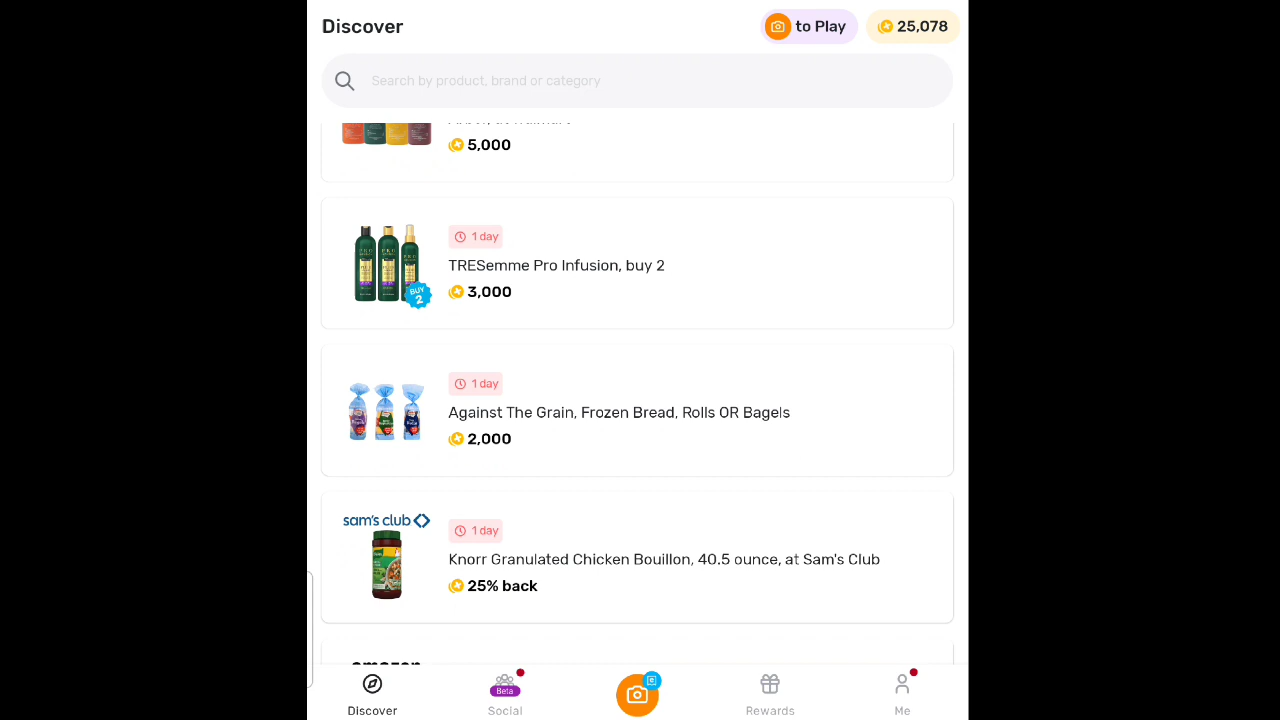 Discover
to Play
25,078
Search by product, brand or category
5,000
1 day
TRESemme Pro Infusion, buy 2
BUY
2
3,000
1 day
Against The Grain, Frozen Bread, Rolls OR Bagels
2,000
sam's club
1 day
Knorr Granulated Chicken Bouillon, 40.5 ounce, at Sam's Club
25% back
amazon
Beta
Discover
Social
Rewards
Me